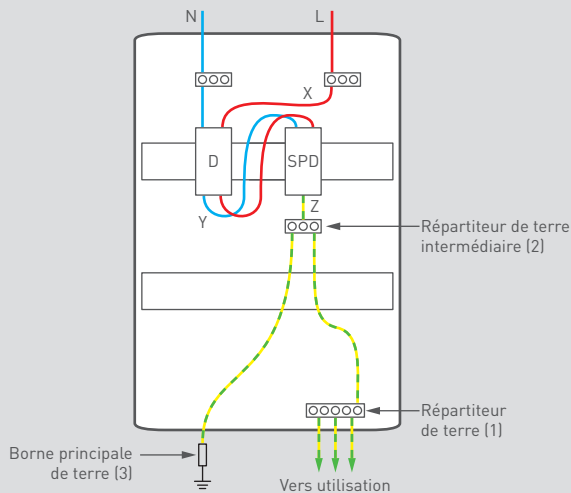 N
L
X
D
SPD
Y
Z
Répartiteur de terre
intermédiaire (2)
Répartiteur
de terre (1)
Borne principale
de terre (3)
Vers utilisation